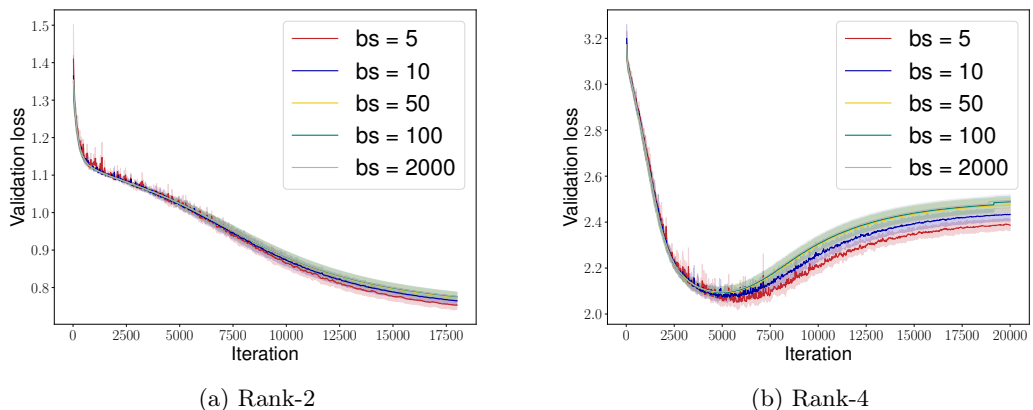 1.5
1.4
1.3
1.2
1.1
1.0
0.9
0.8
Validation loss
bs = 5
bs = 10
bs = 50
bs = 100
bs = 2000
0 2500 5000 7500 10000 12500 15000 17500
Iteration
(a) Rank-2
3.2
3.0
2.8
2.6
2.4
2.2
2.0
Validation loss
bs = 5
bs = 10
bs = 50
bs = 100
bs = 2000
0 2500 5000 7500 10000 12500 15000 17500 20000
Iteration
(b) Rank-4